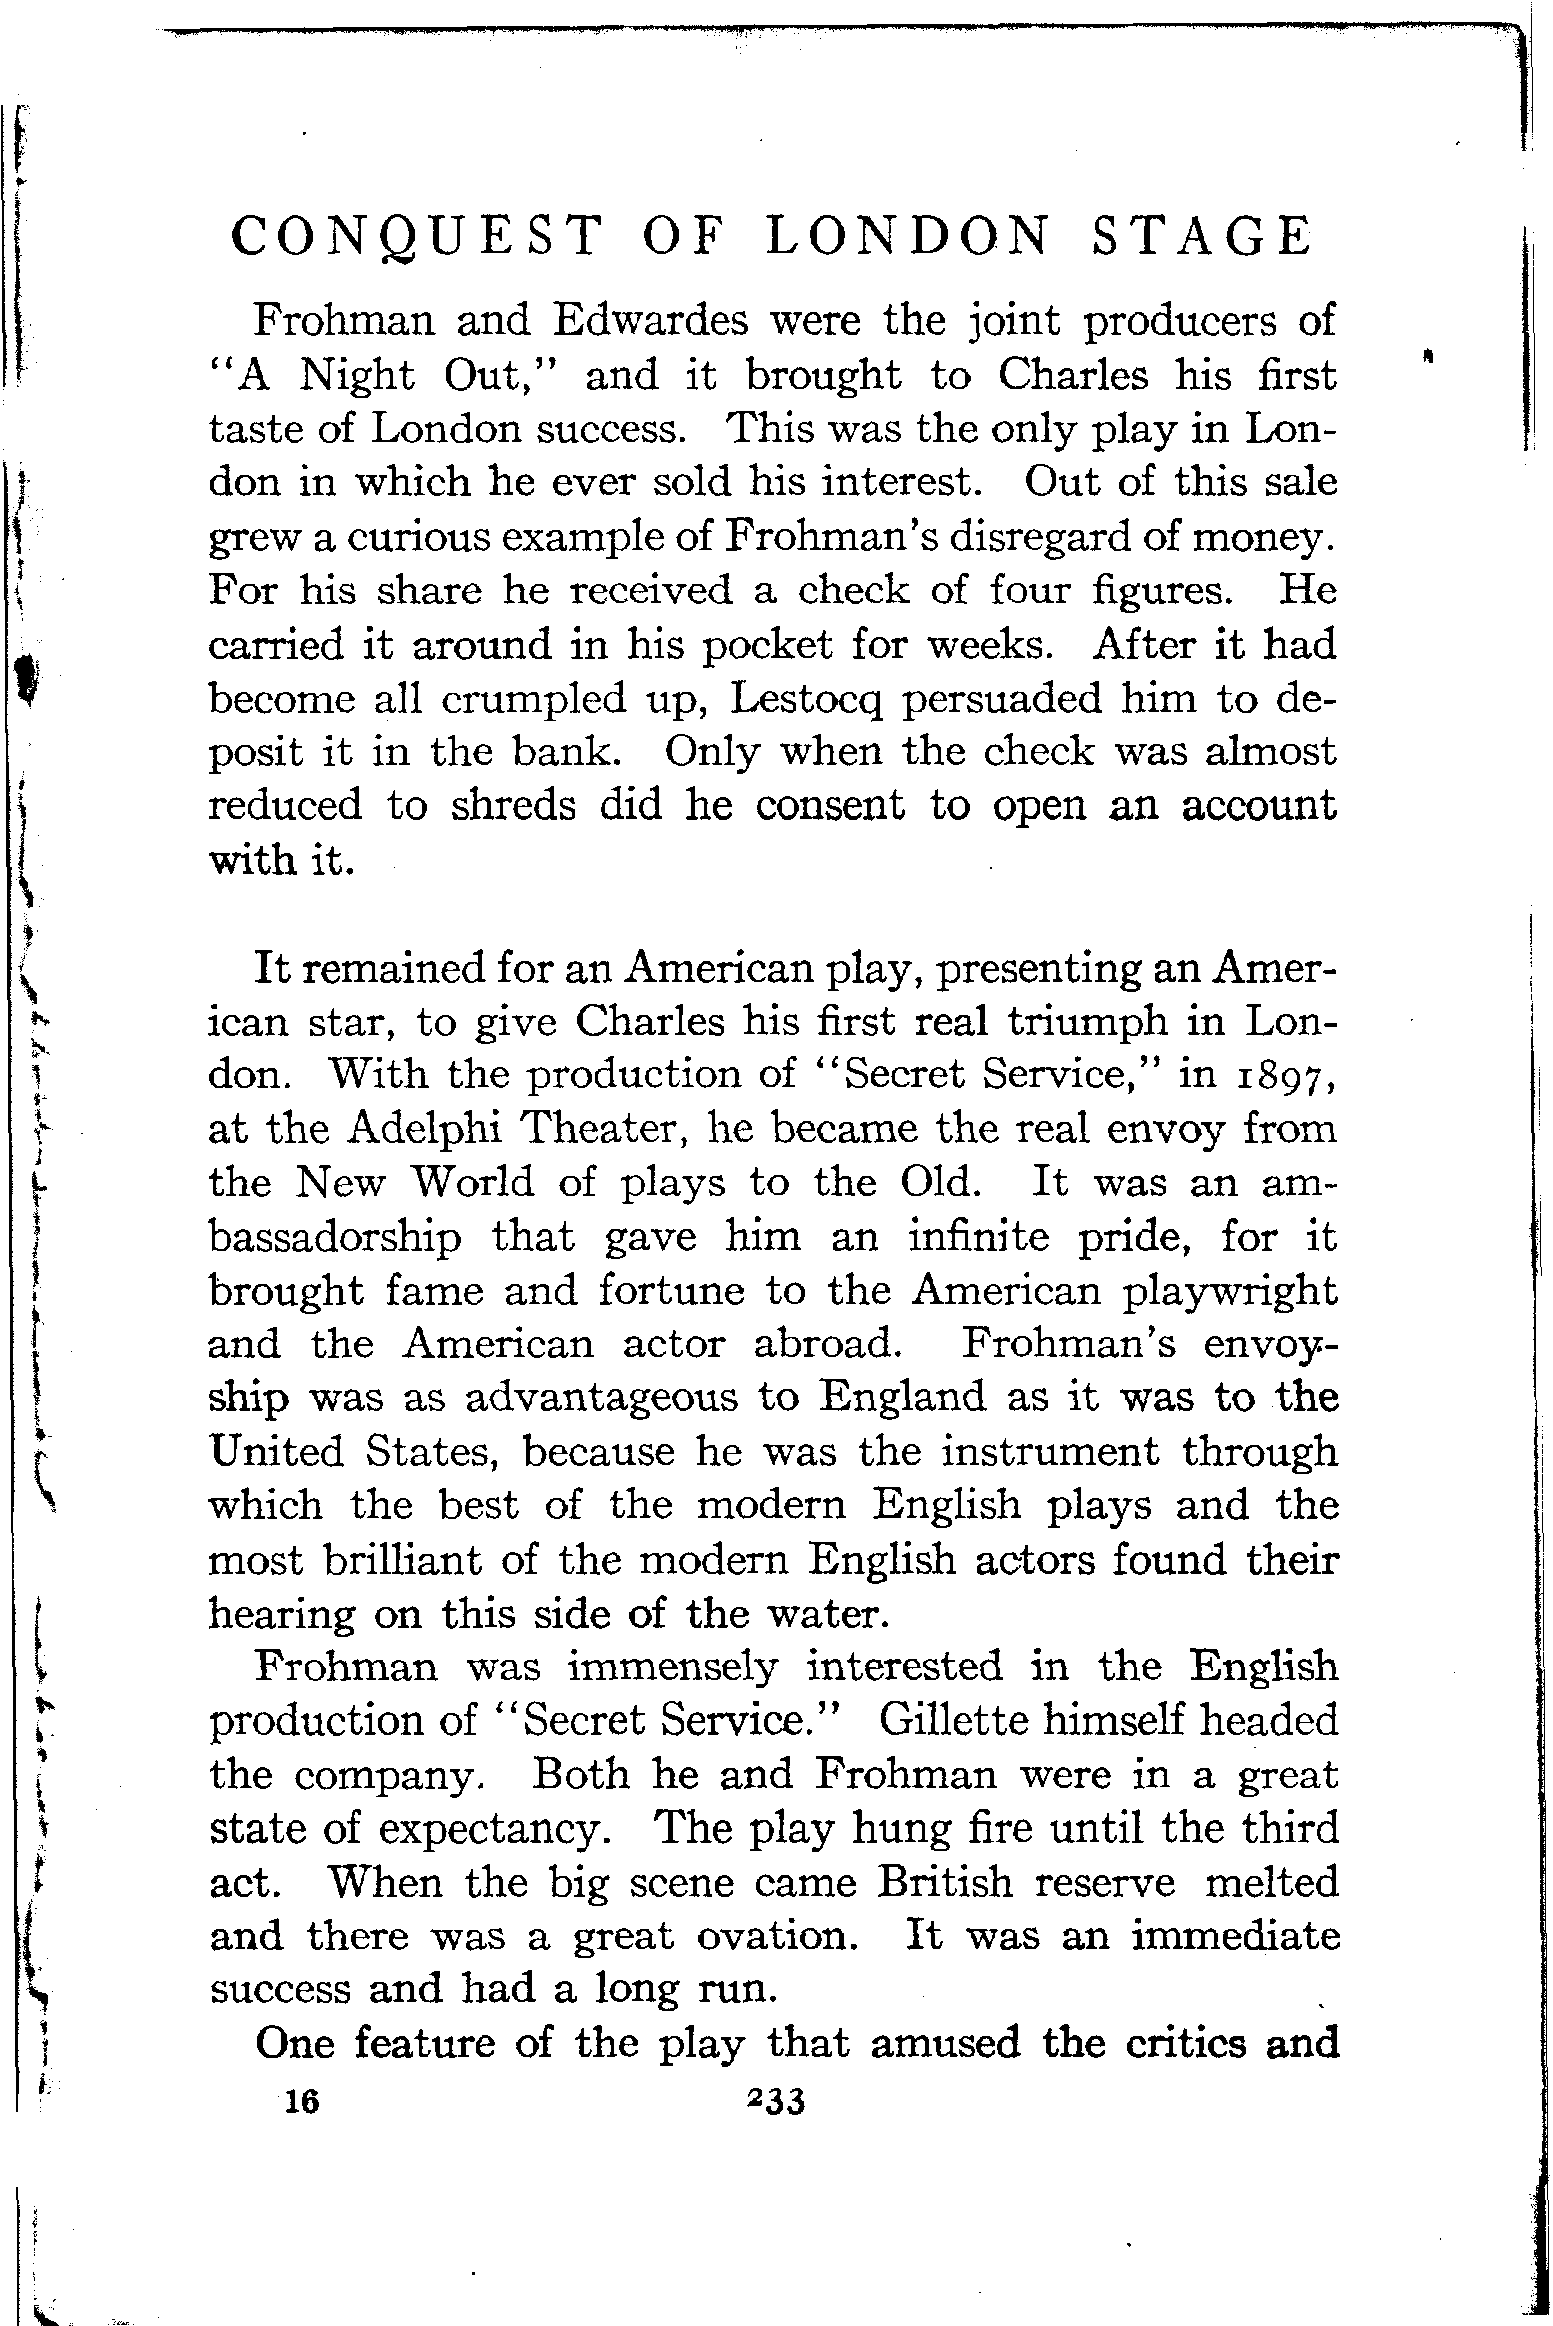 CONQUEST OF LONDON STAGE
Frohman and Edwardes were the joint producers of
"A Night Out," and it brought to Charles his first
taste of London success. This was the only play in Lon-
don in which he ever sold his interest. Out of this sale
grew a curious example of Frohman's disregard of money.
For his share he received a check of four figures. He
carried it around in his pocket for weeks. After it had
become all crumpled up, Lestocq persuaded him to de-
posit it in the bank. Only when the check was almost
reduced to shreds did he consent to open an account
with it.
It remained for an American play, presenting an Amer-
ican star, to give Charles his first real triumph in Lon-
don. With the production of "Secret Service," in 1897,
at the Adelphi Theater, he became the real envoy from
the New World of plays to the Old. It was an am-
bassadorship that gave him an infinite pride, for it
brought fame and fortune to the American playwright
and the American actor abroad. Frohman's envoy-
ship was as advantageous to England as it was to the
United States, because he was the instrument through
which the best of the modern English plays and the
most brilliant of the modern English actors found their
hearing on this side of the water.
Frohman was immensely interested in the English
production of "Secret Service." Gillette himself headed
the company. Both he and Frohman were in a great
state of expectancy. The play hung fire until the third
act. When the big scene came British reserve melted
and there was a great ovation. It was an immediate
success and had a long run.
One feature of the play that amused the critics and
16 233